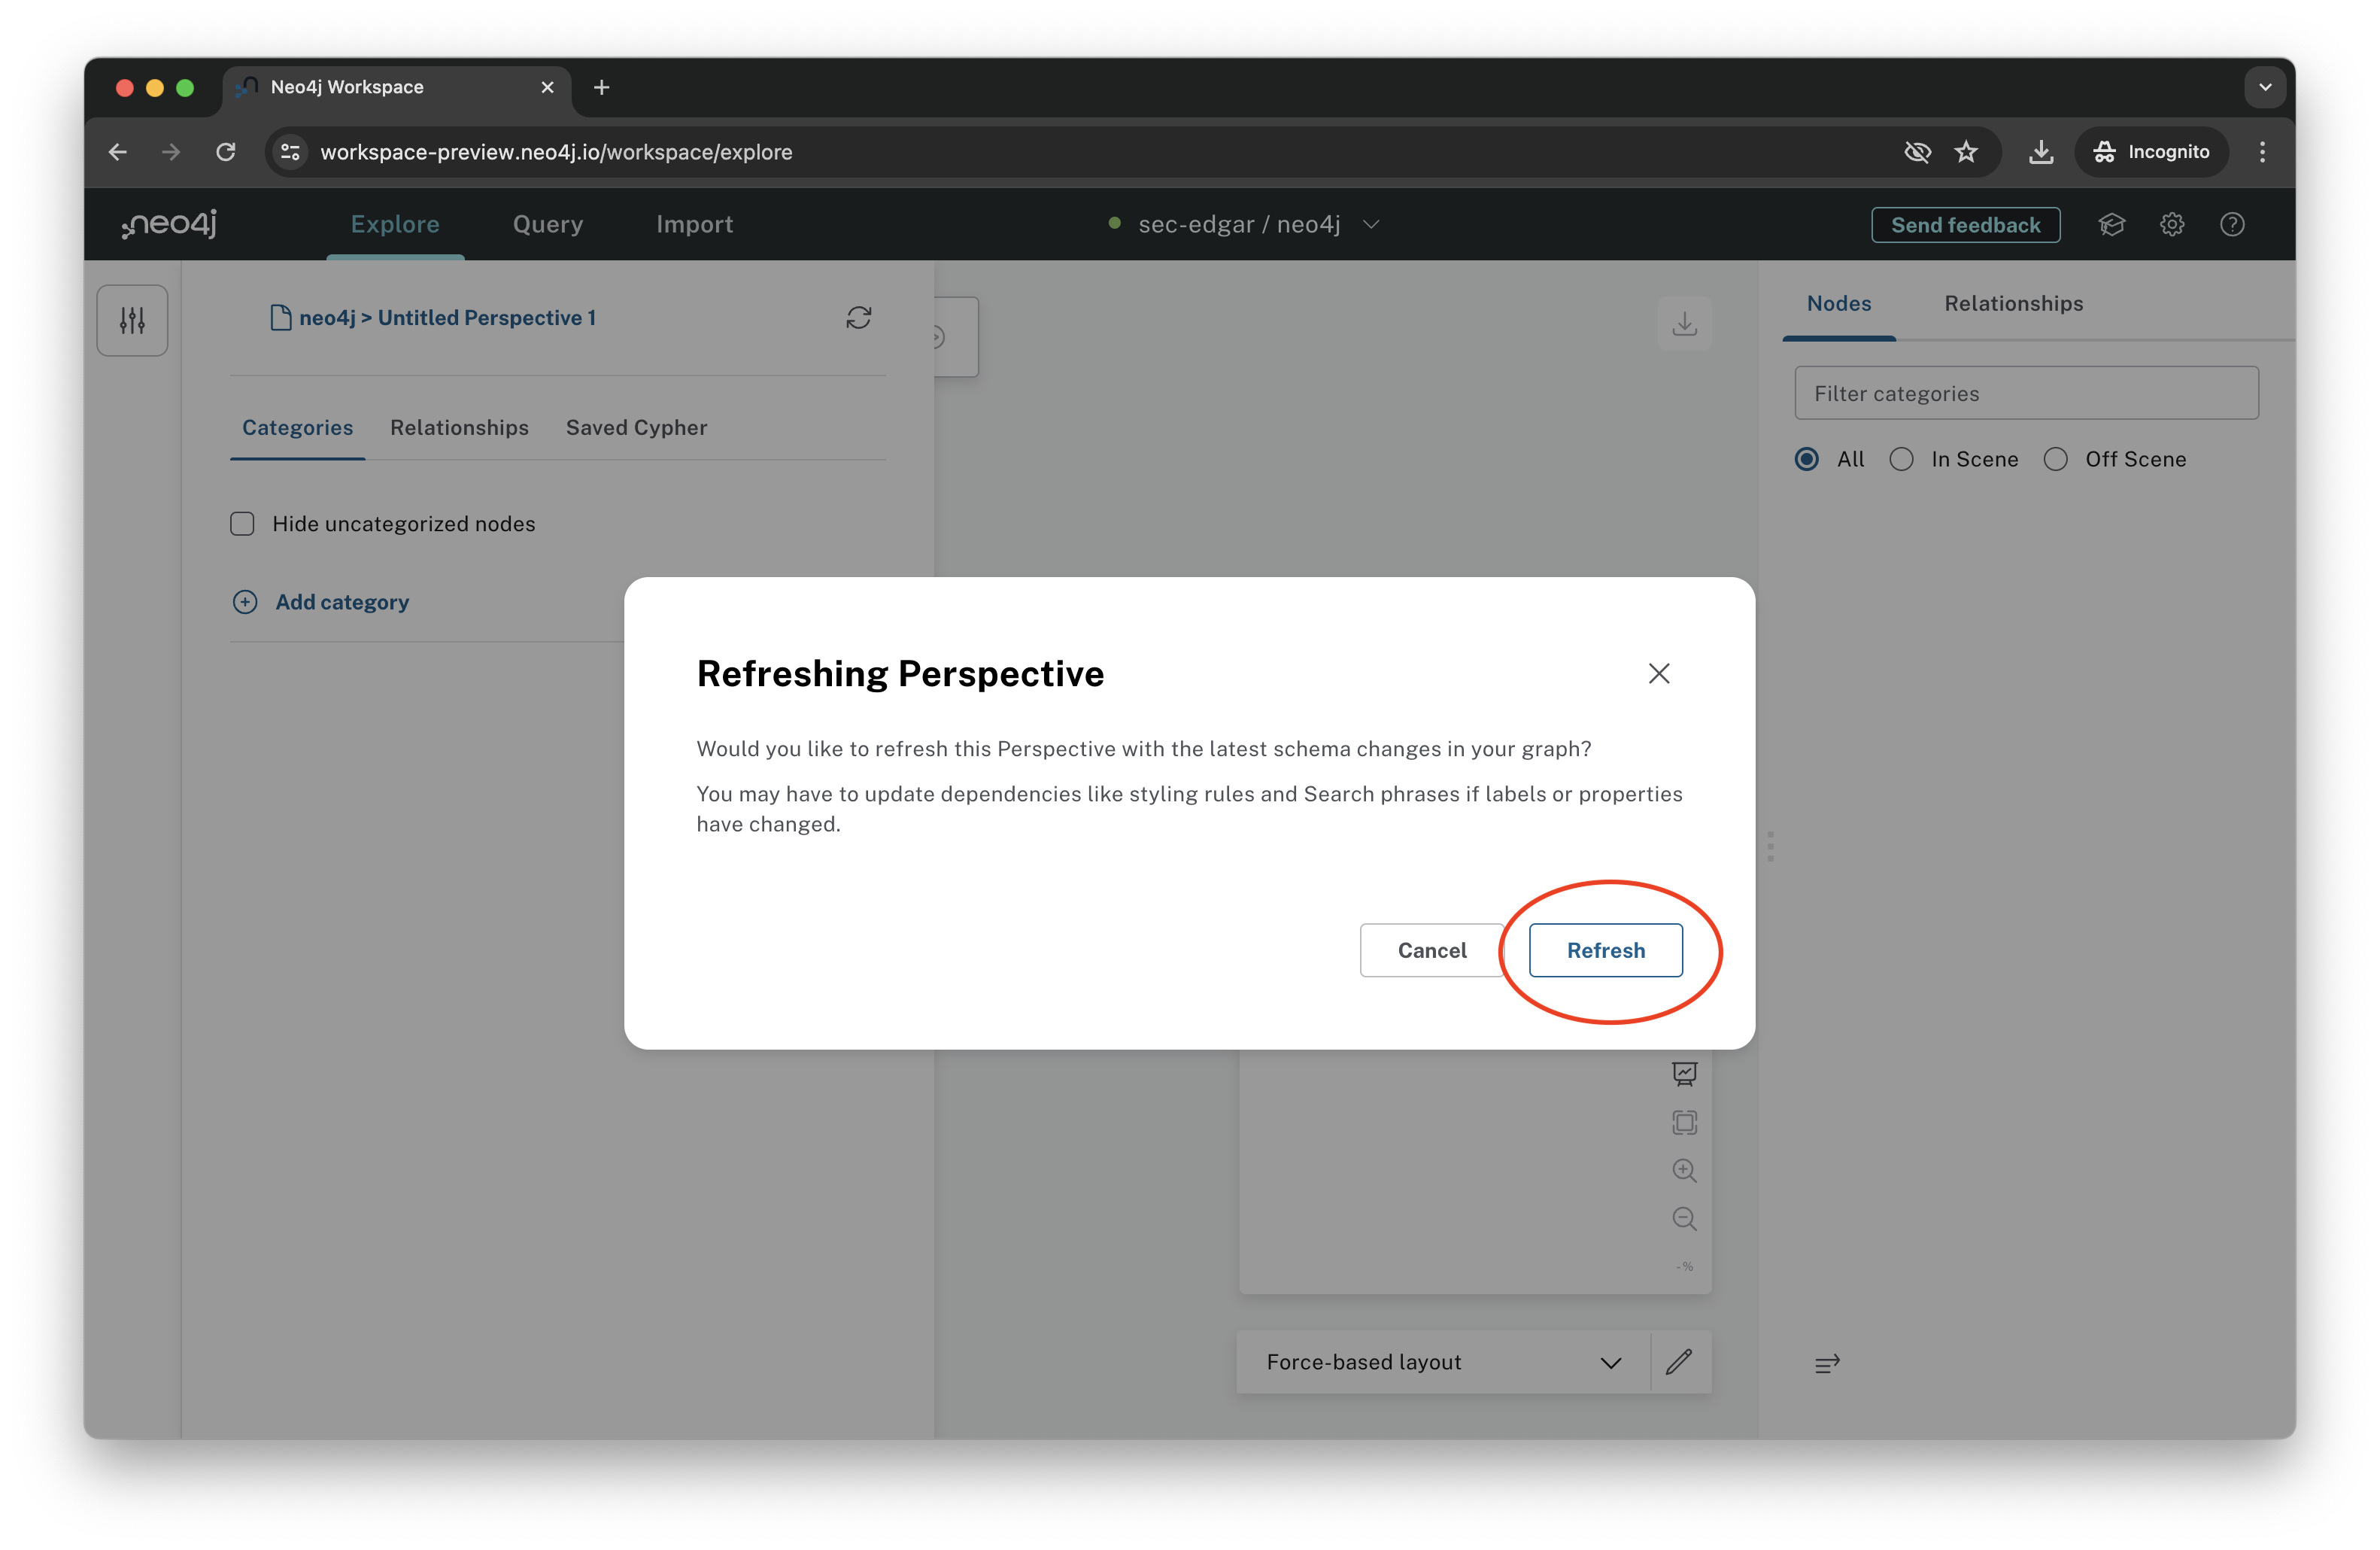 Neo4j Workspace
workspace-preview.neo4j.io/workspace/explore
Incognito
neo4j
Explore
Query
Import
sec-edgar / neo4j
Send feedback
neo4j > Untitled Perspective 1
Nodes
Relationships
Filter categories
Categories
Relationships
Saved Cypher
All
In Scene
Off Scene
Hide uncategorized nodes
Add category
Refreshing Perspective
Would you like to refresh this Perspective with the latest schema changes in your graph?
You may have to update dependencies like styling rules and Search phrases if labels or properties
have changed.
Cancel
Refresh
-%
Force-based layout